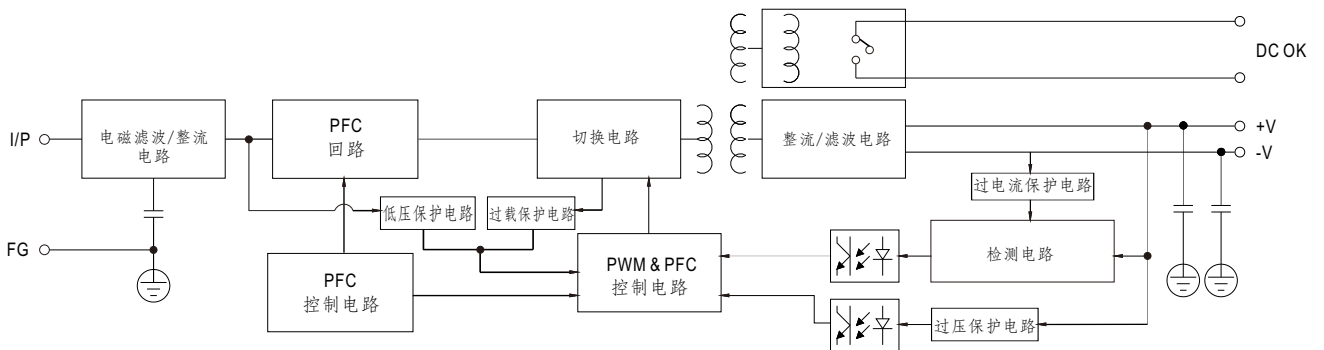 DC OK
I/P
电磁滤波/整流
电路
PFC
回路
切换电路
整流/滤波电路
+V
-V
过电流保护电路
低压保护电路
过载保护电路
FG
PFC
控制电路
PWM & PFC
控制电路
检测电路
过压保护电路